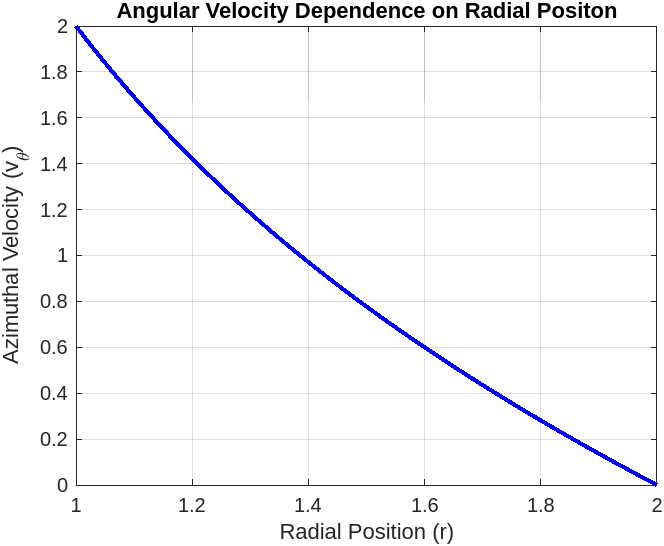 Angular Velocity Dependence on Radial Positon
Azimuthal Velocity (v_θ)
2
1.8
1.6
1.4
1.2
1
0.8
0.6
0.4
0.2
0
1 1.2 1.4 1.6 1.8 2
Radial Position (r)